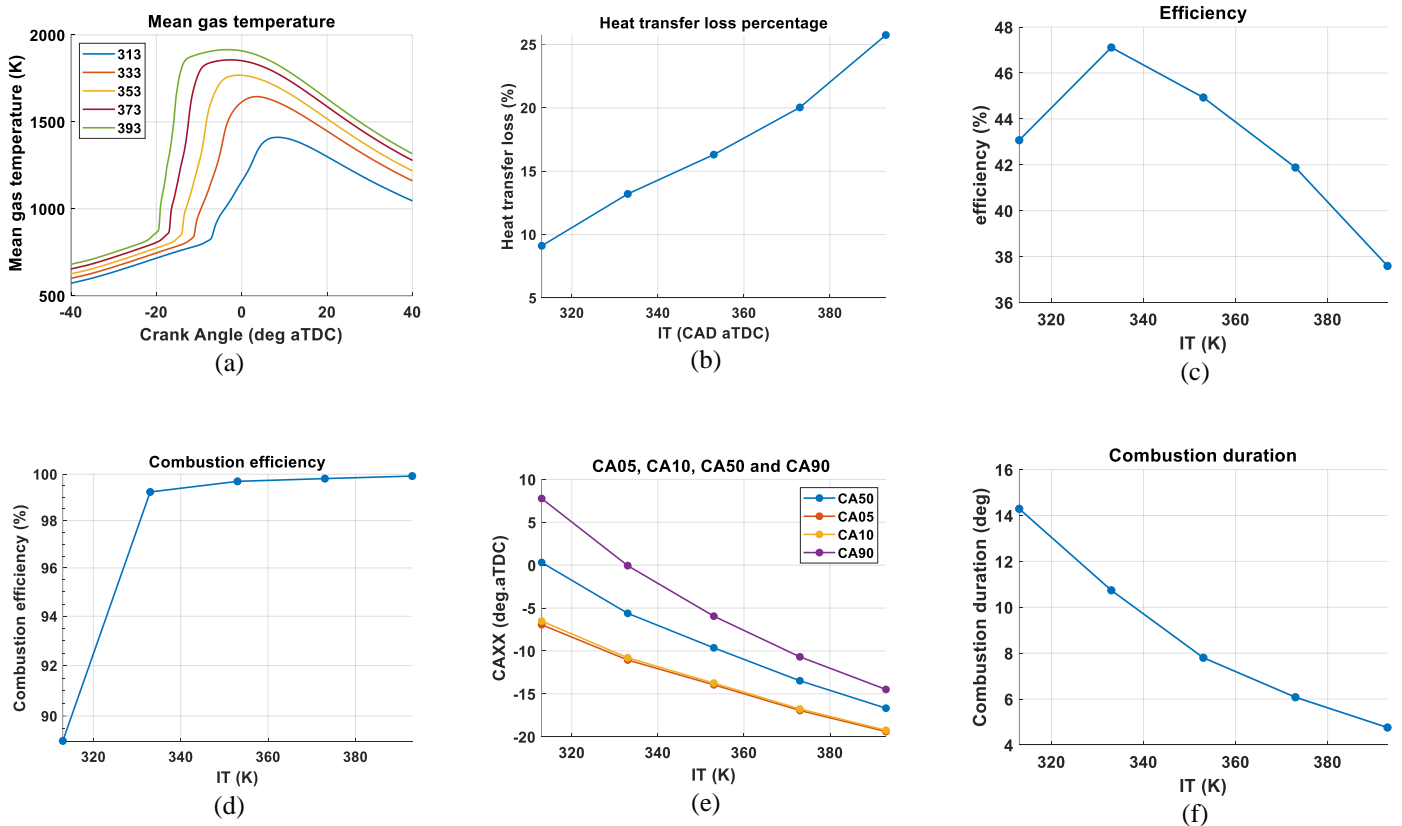 Mean gas temperature
2000
1500
1000
500
-40
-20
0
20
40
313
333
353
373
393
Mean gas temperature (K)
Crank Angle (deg aTDC)
(a)
Heat transfer loss percentage
25
20
15
10
5
320
340
360
380
Heat transfer loss (%)
IT (CAD aTDC)
(b)
Efficiency
48
46
44
42
40
38
36
320
340
360
380
efficiency (%)
IT (K)
(c)
Combustion efficiency
100
98
96
94
92
90
320
340
360
380
Combustion efficiency (%)
IT (K)
(d)
CA05, CA10, CA50 and CA90
10
5
0
-5
-10
-15
-20
320
340
360
380
CA50
CA05
CA10
CA90
CAXX (deg.aTDC)
IT (K)
(e)
Combustion duration
16
14
12
10
8
6
4
320
340
360
380
Combustion duration (deg)
IT (K)
(f)